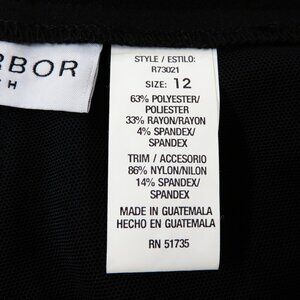 RBOR
H
STYLE / ESTILO:
R73021
SIZE: 12
63% POLYESTER/
POLIESTER
33% RAYON/RAYON
4% SPANDEX/
SPANDEX
TRIM / ACCESORIO
86% NYLON/NILON
14% SPANDEX/
SPANDEX
MADE IN GUATEMALA
HECHO EN GUATEMALA
RN 51735